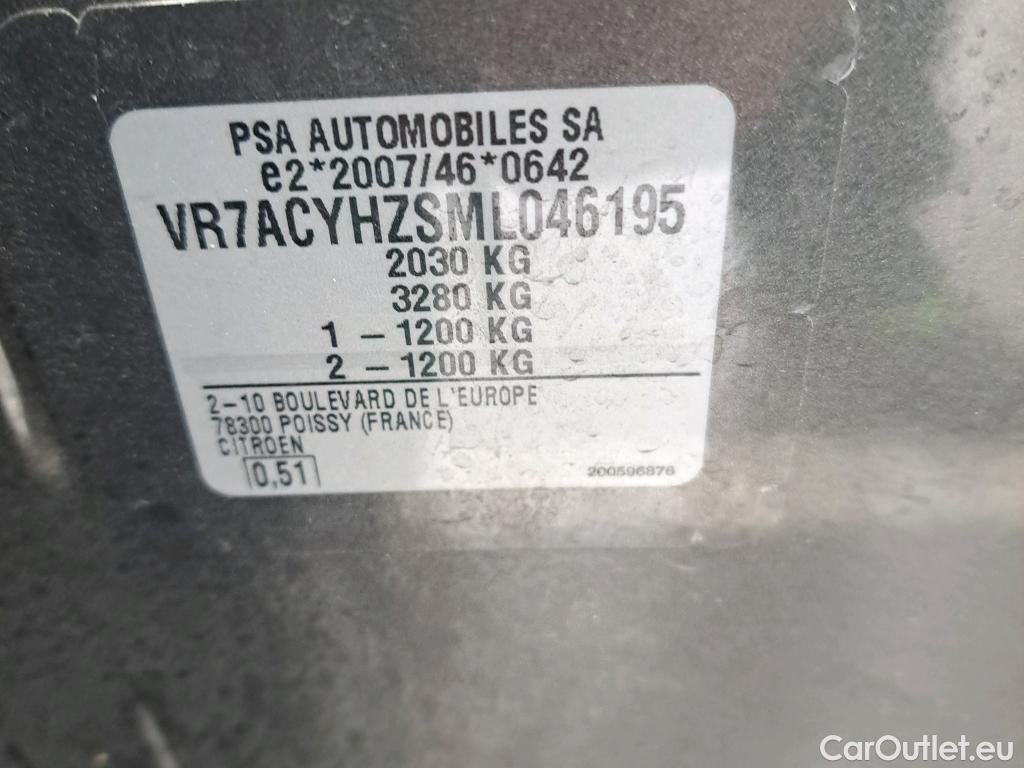 PSA AUTOMOBILES SA
e2*2007/46*0642
VR7ACYHZSML046195
2030 KG
3280 KG
1 – 1200 KG
2 – 1200 KG
2–10 BOULEVARD DE L'EUROPE
78300 POISSY (FRANCE)
CITROEN
0,51
200596876
CarOutlet.eu